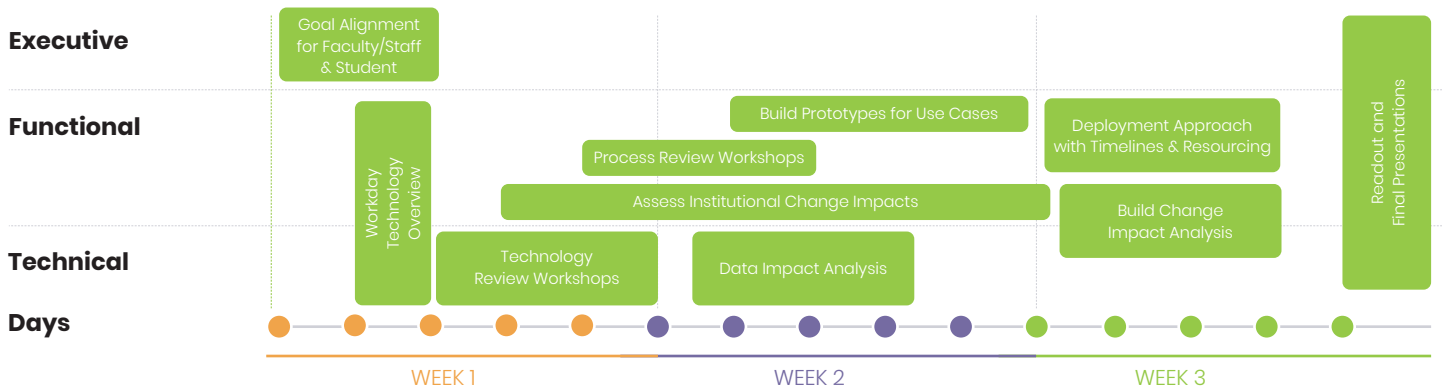 Executive
Goal Alignment
for Faculty/Staff
& Student
Functional
Workday
Technology
Overview
Build Prototypes for Use Cases
Process Review Workshops
Assess Institutional Change Impacts
Deployment Approach
with Timelines & Resourcing
Build Change
Impact Analysis
Readout and
Final Presentations
Technical
Technology
Review Workshops
Data Impact Analysis
Days
WEEK 1
WEEK 2
WEEK 3